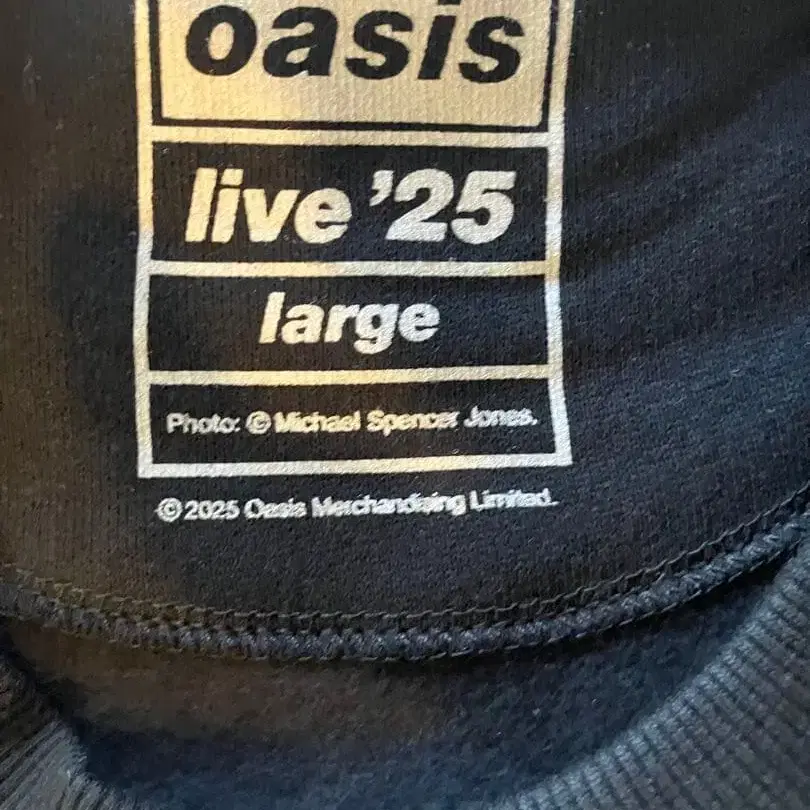 oasis
live '25
large
Photo: © Michael Spencer Jones.
© 2025 Oasis Merchandising Limited.